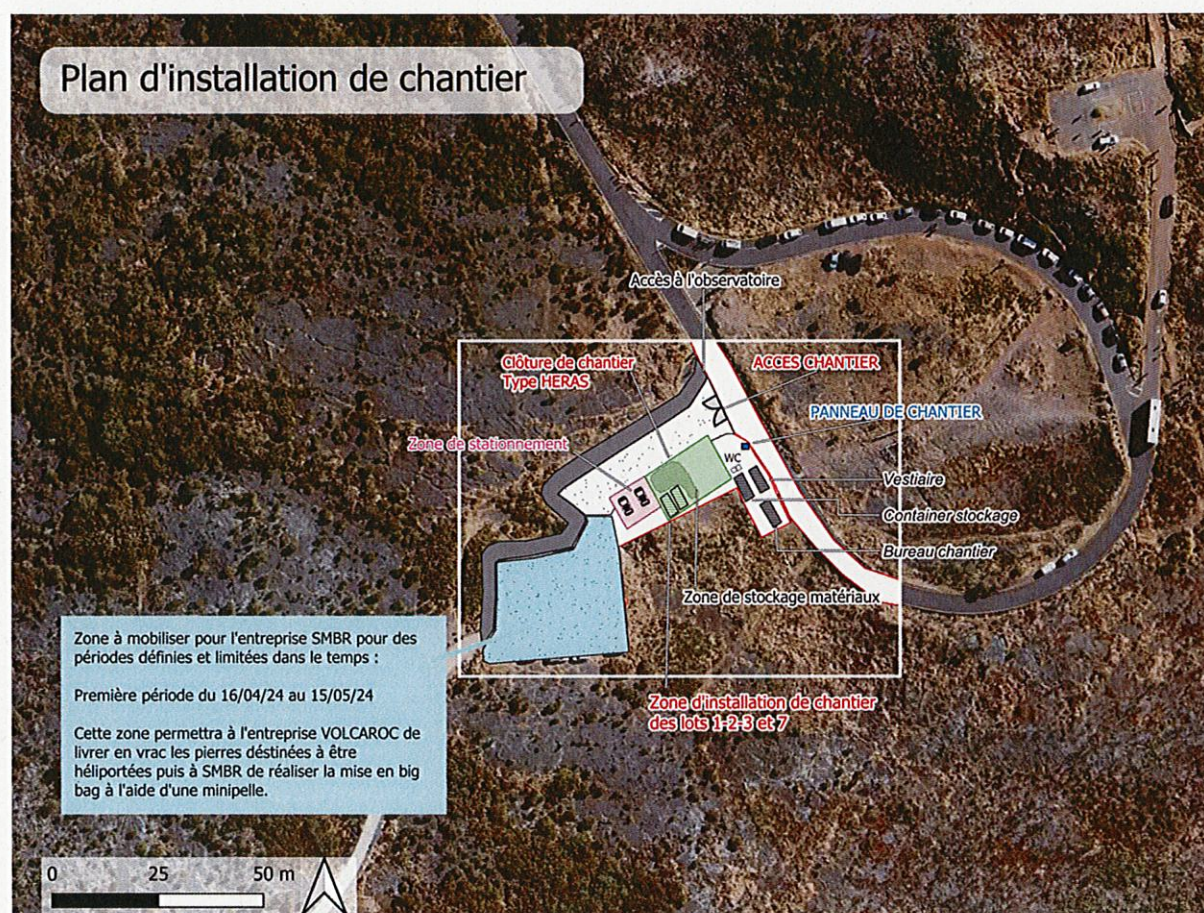 Plan d'installation de chantier
Accès à l'observatoire
Clôture de chantier
Type HERAS
ACCES CHANTIER
PANNEAU DE CHANTIER
Zone de stationnement
WC
Vestiaire
Container stockage
Bureau chantier
Zone de stockage matériaux
Zone d'installation de chantier
des lots 1-2-3 et 7
Zone à mobiliser pour l'entreprise SMBR pour des
périodes définies et limitées dans le temps :
Première période du 16/04/24 au 15/05/24
Cette zone permettra à l'entreprise VOLCAROC de
livrer en vrac les pierres déstinées à être
héliportées puis à SMBR de réaliser la mise en big
bag à l'aide d'une minipelle.
0 25 50 m